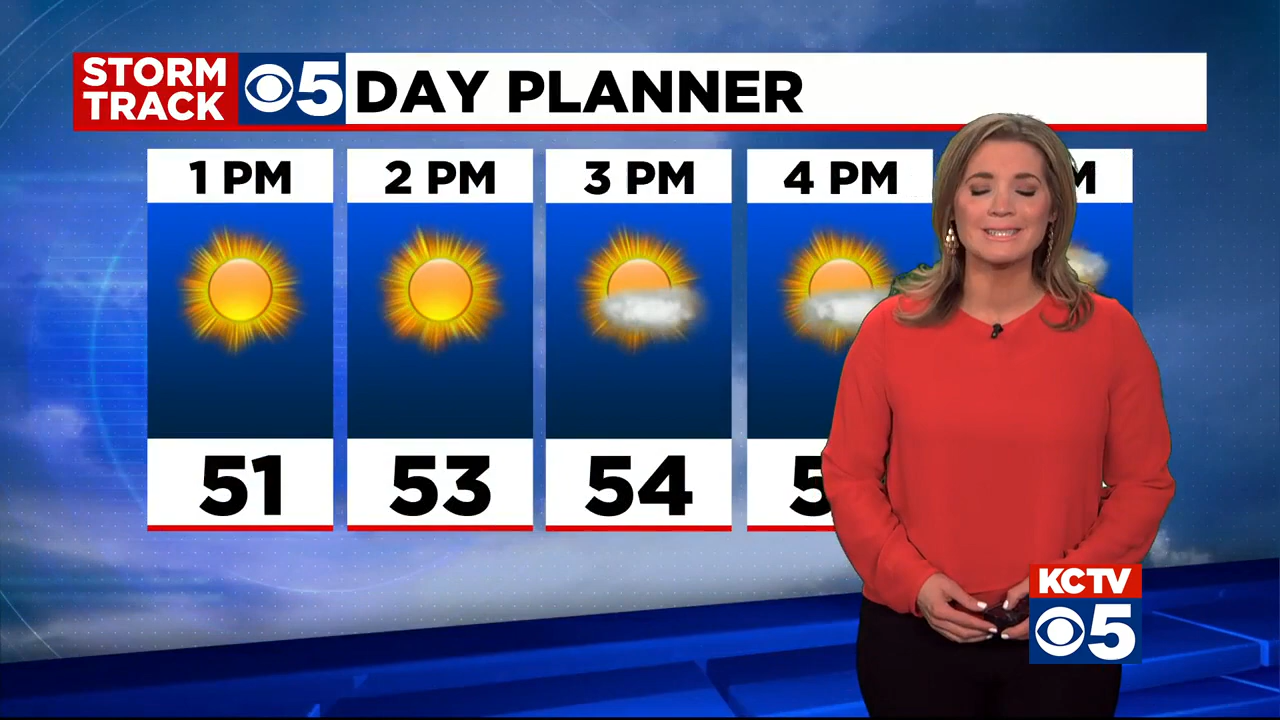 STORM
TRACK
5
DAY PLANNER
1 PM
2 PM
3 PM
4 PM
51
53
54
KCTV
5